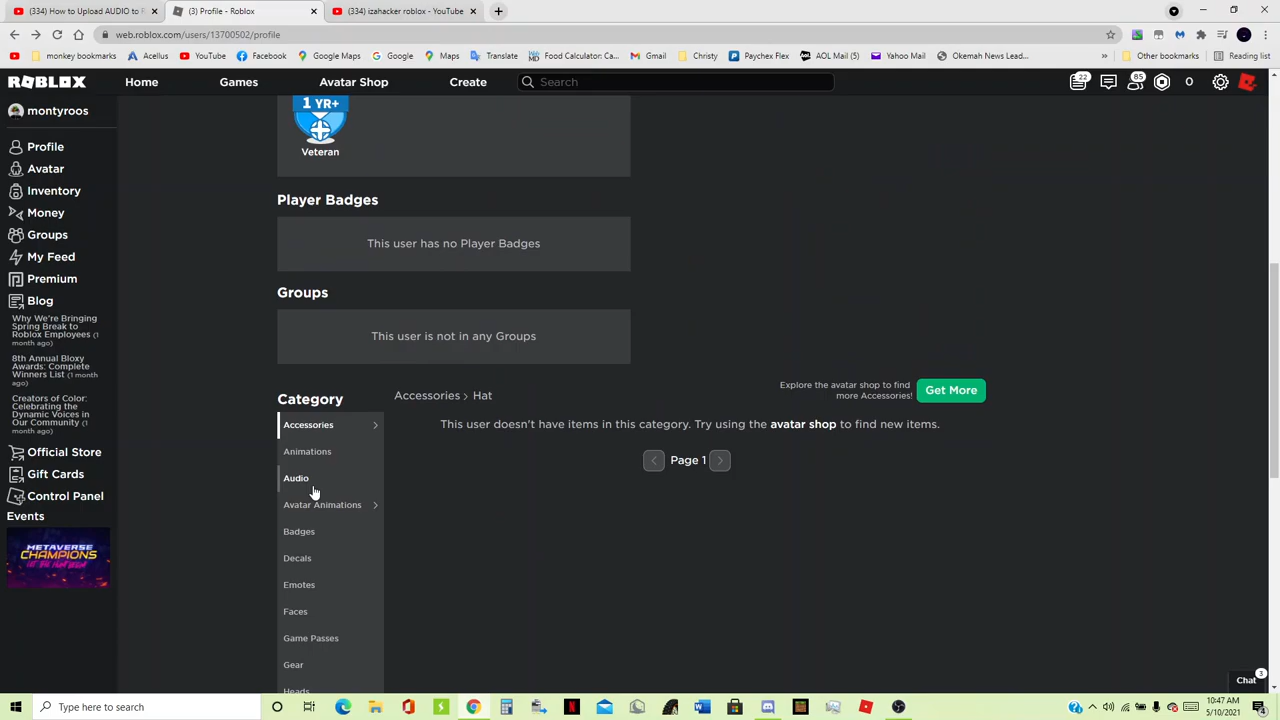 (334) How to Upload AUDIO to R
(3) Profile - Roblox
(334) izahacker roblox - YouTube
web.roblox.com/users/13700502/profile
monkey bookmarks
Acellus
YouTube
Facebook
Google
Maps
Translate
Food Calculator: Ca...
Gmail
Christy
Paychex Flex
AOL Mail (5)
Yahoo Mail
Okemah News Lead...
Other bookmarks
Reading list
ROBLOX
Home
Games
Avatar Shop
Create
Search
22
85
0
montyroos
Profile
Avatar
Inventory
Money
Groups
My Feed
Premium
Blog
Why We're Bringing
Spring Break to
Roblox Employees (1
month ago)
8th Annual Bloxy
Awards: Complete
Winners List (1 month
ago)
Creators of Color:
Celebrating the
Dynamic Voices in
Our Community (1
month ago)
Official Store
Gift Cards
Control Panel
Events
METAVERSE
CHAMPIONS
1 YR+
Veteran
Player Badges
This user has no Player Badges
Groups
This user is not in any Groups
Category
Accessories
Animations
Audio
Avatar Animations
Badges
Decals
Emotes
Faces
Game Passes
Gear
Heads
Accessories > Hat
Explore the avatar shop to find
more Accessories!
Get More
This user doesn't have items in this category. Try using the avatar shop to find new items.
Page 1
Chat
3
Type here to search
10:47 AM
5/10/2021
4